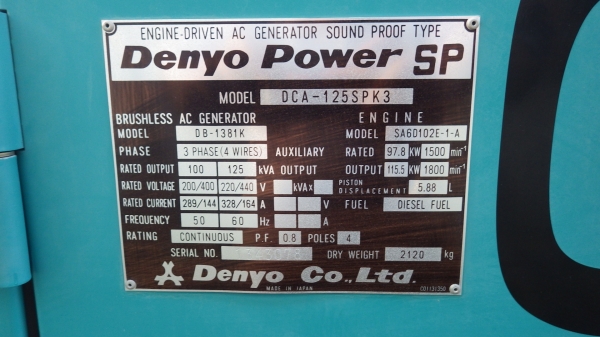 ENGINE-DRIVEN AC GENERATOR SOUND PROOF TYPE
Denyo Power SP
MODEL DCA-125SPK3
BRUSHLESS AC GENERATOR ENGINE
MODEL DB-1381K MODEL SA60102E-1-A
PHASE 3 PHASE(4 WIRES) AUXILIARY RATED 97.8 KW 1500 min⁻¹
RATED OUTPUT 100 125 kVA OUTPUT OUTPUT 115.5 KW 1800 min⁻¹
RATED VOLTAGE 200/400 220/440 V kVAx PISTON DISPLACEMENT 5.88 L
RATED CURRENT 289/144 328/164 A V FUEL DIESEL FUEL
FREQUENCY 50 60 Hz A
RATING CONTINUOUS P.F. 0.8 POLES 4
SERIAL NO. DRY WEIGHT 2120 kg
Denyo Co., Ltd.
MADE IN JAPAN